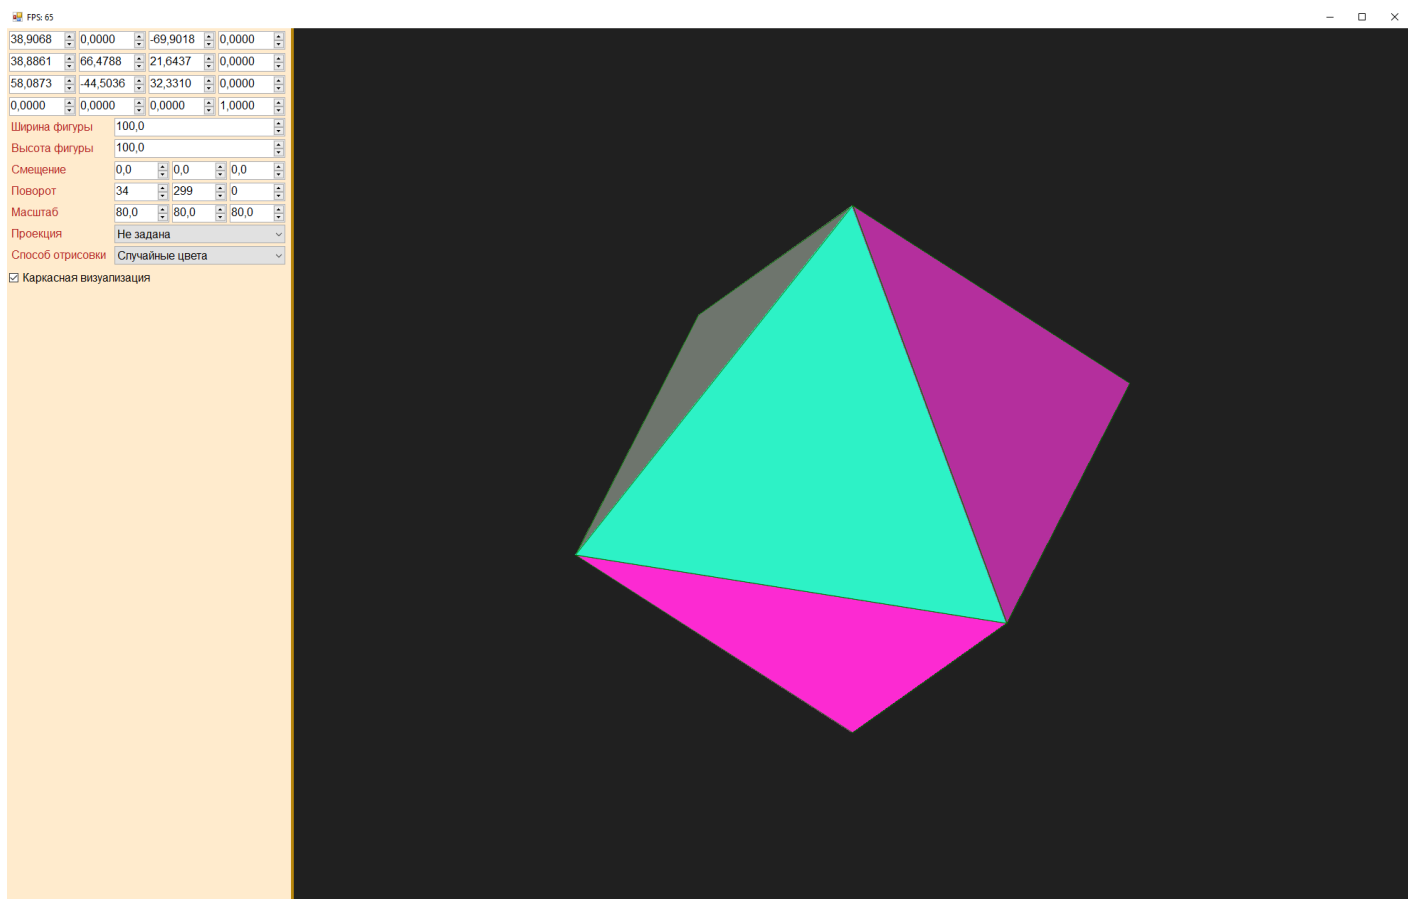 FPS: 65
38,9068 0,0000 -69,9018 0,0000
38,8861 66,4788 21,6437 0,0000
58,0873 -44,5036 32,3310 0,0000
0,0000 0,0000 0,0000 1,0000
Ширина фигуры 100,0
Высота фигуры 100,0
Смещение 0,0 0,0 0,0
Поворот 34 299 0
Масштаб 80,0 80,0 80,0
Проекция Не задана
Способ отрисовки Случайные цвета
Каркасная визуализация